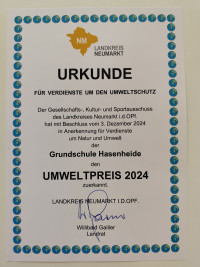 NM
LANDKREIS
NEUMARKT
URKUNDE
FÜR VERDIENSTE UM DEN UMWELTSCHUTZ
Der Gesellschafts-, Kultur- und Sportausschuss
des Landkreises Neumarkt i.d.OPf.
hat mit Beschluss vom 3. Dezember 2024
in Anerkennung für Verdienste
um Natur und Umwelt
der
Grundschule Hasenheide
den
UMWELTPREIS 2024
zuerkannt.
LANDKREIS NEUMARKT I.D.OPF.
Willibald Gailler
Landrat